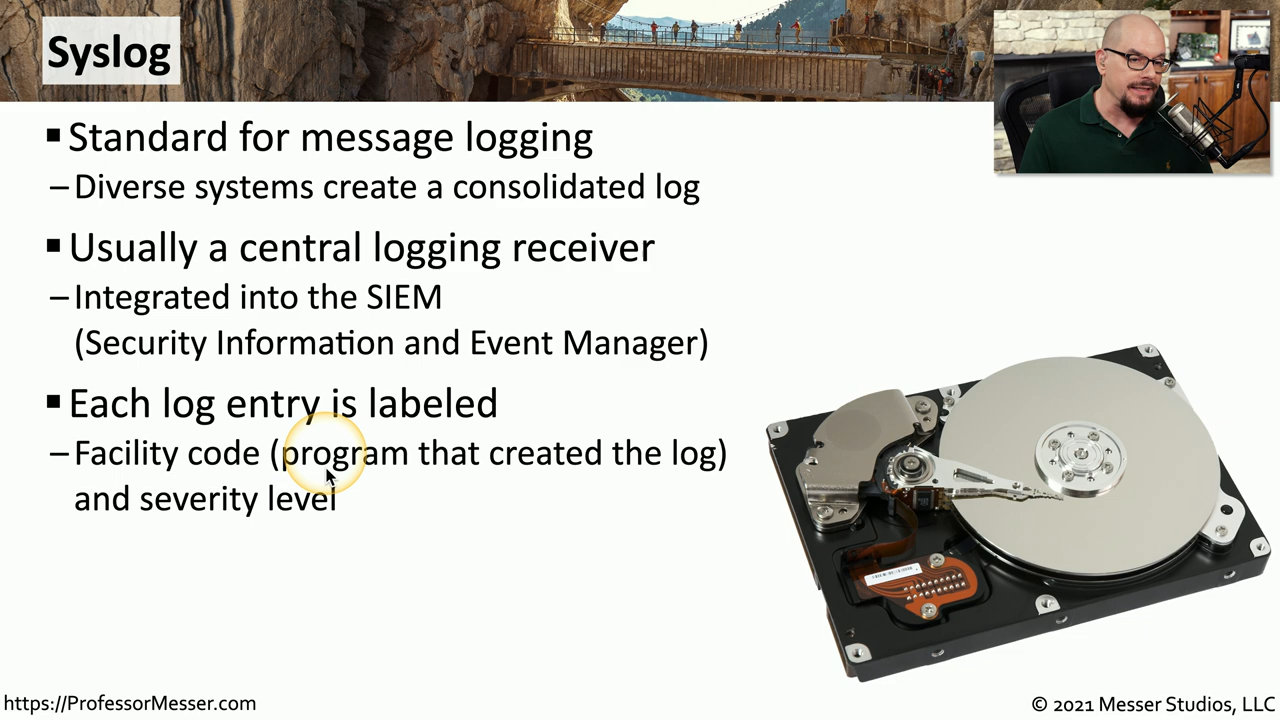 Syslog
▪ Standard for message logging
– Diverse systems create a consolidated log
▪ Usually a central logging receiver
– Integrated into the SIEM
(Security Information and Event Manager)
▪ Each log entry is labeled
– Facility code (program that created the log)
and severity level
https://ProfessorMesser.com
© 2021 Messer Studios, LLC